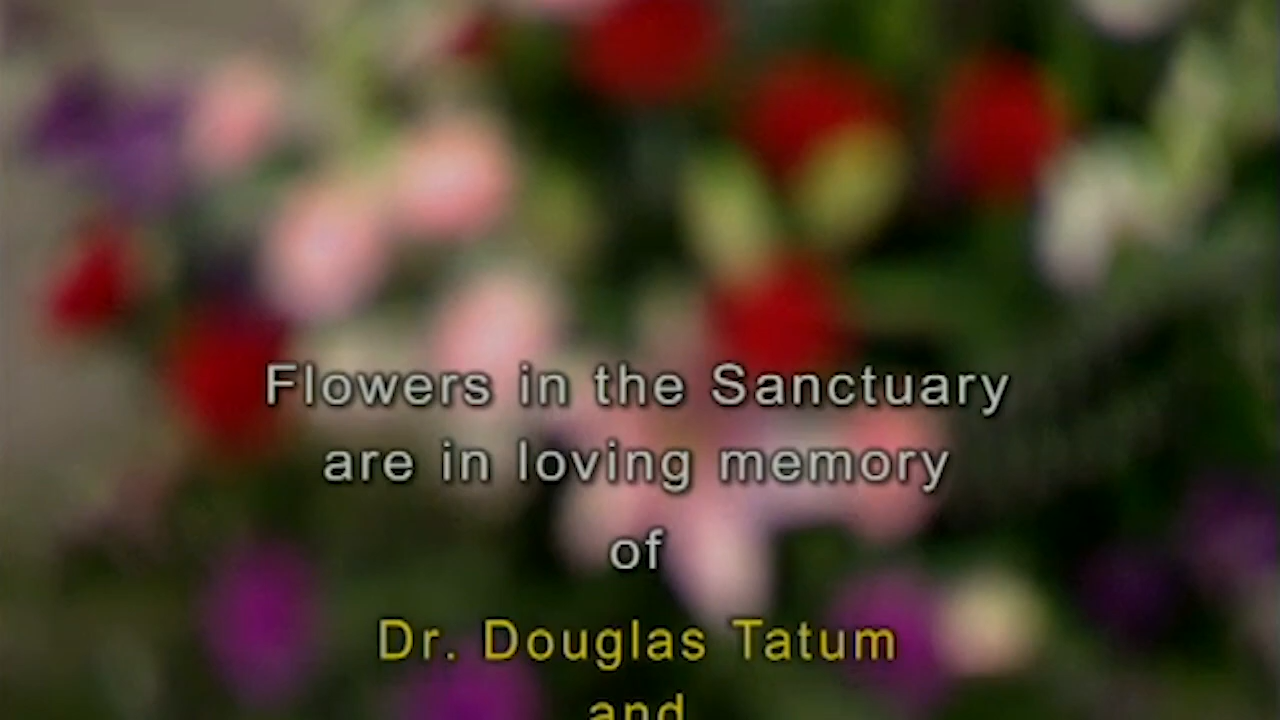 Flowers in the Sanctuary
are in loving memory
of
Dr. Douglas Tatum
and